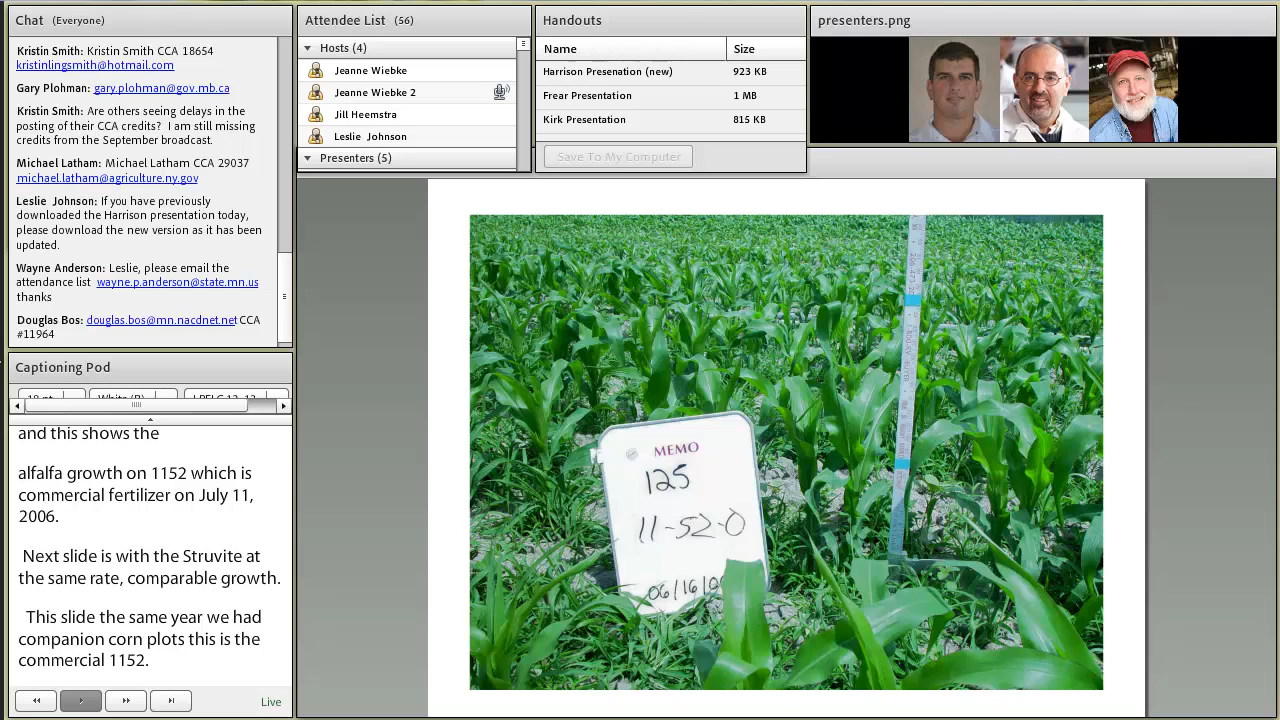 Chat (Everyone)
Kristin Smith: Kristin Smith CCA 18654
kristinlingsmith@hotmail.com
Gary Plohman: gary.plohman@gov.mb.ca
Kristin Smith: Are others seeing delays in the
posting of their CCA credits? I am still missing
credits from the September broadcast.
Michael Latham: Michael Latham CCA 29037
michael.latham@agriculture.ny.gov
Leslie Johnson: If you have previously
downloaded the Harrison presentation today,
please download the new version as it has been
updated.
Wayne Anderson: Leslie, please email the
attendance list wayne.p.anderson@state.mn.us
thanks
Douglas Bos: douglas.bos@mn.nacdnet.net CCA
#11964
Captioning Pod
and this shows the
alfalfa growth on 1152 which is
commercial fertilizer on July 11,
2006.
Next slide is with the Struvite at
the same rate, comparable growth.
This slide the same year we had
companion corn plots this is the
commercial 1152.
Live
Attendee List (56)
Hosts (4)
Jeanne Wiebke
Jeanne Wiebke 2
Jill Heemstra
Leslie Johnson
Presenters (5)
Handouts
Name Size
Harrison Presenation (new) 923 KB
Frear Presentation 1 MB
Kirk Presentation 815 KB
Save To My Computer
presenters.png
MEMO
125
11-52-0